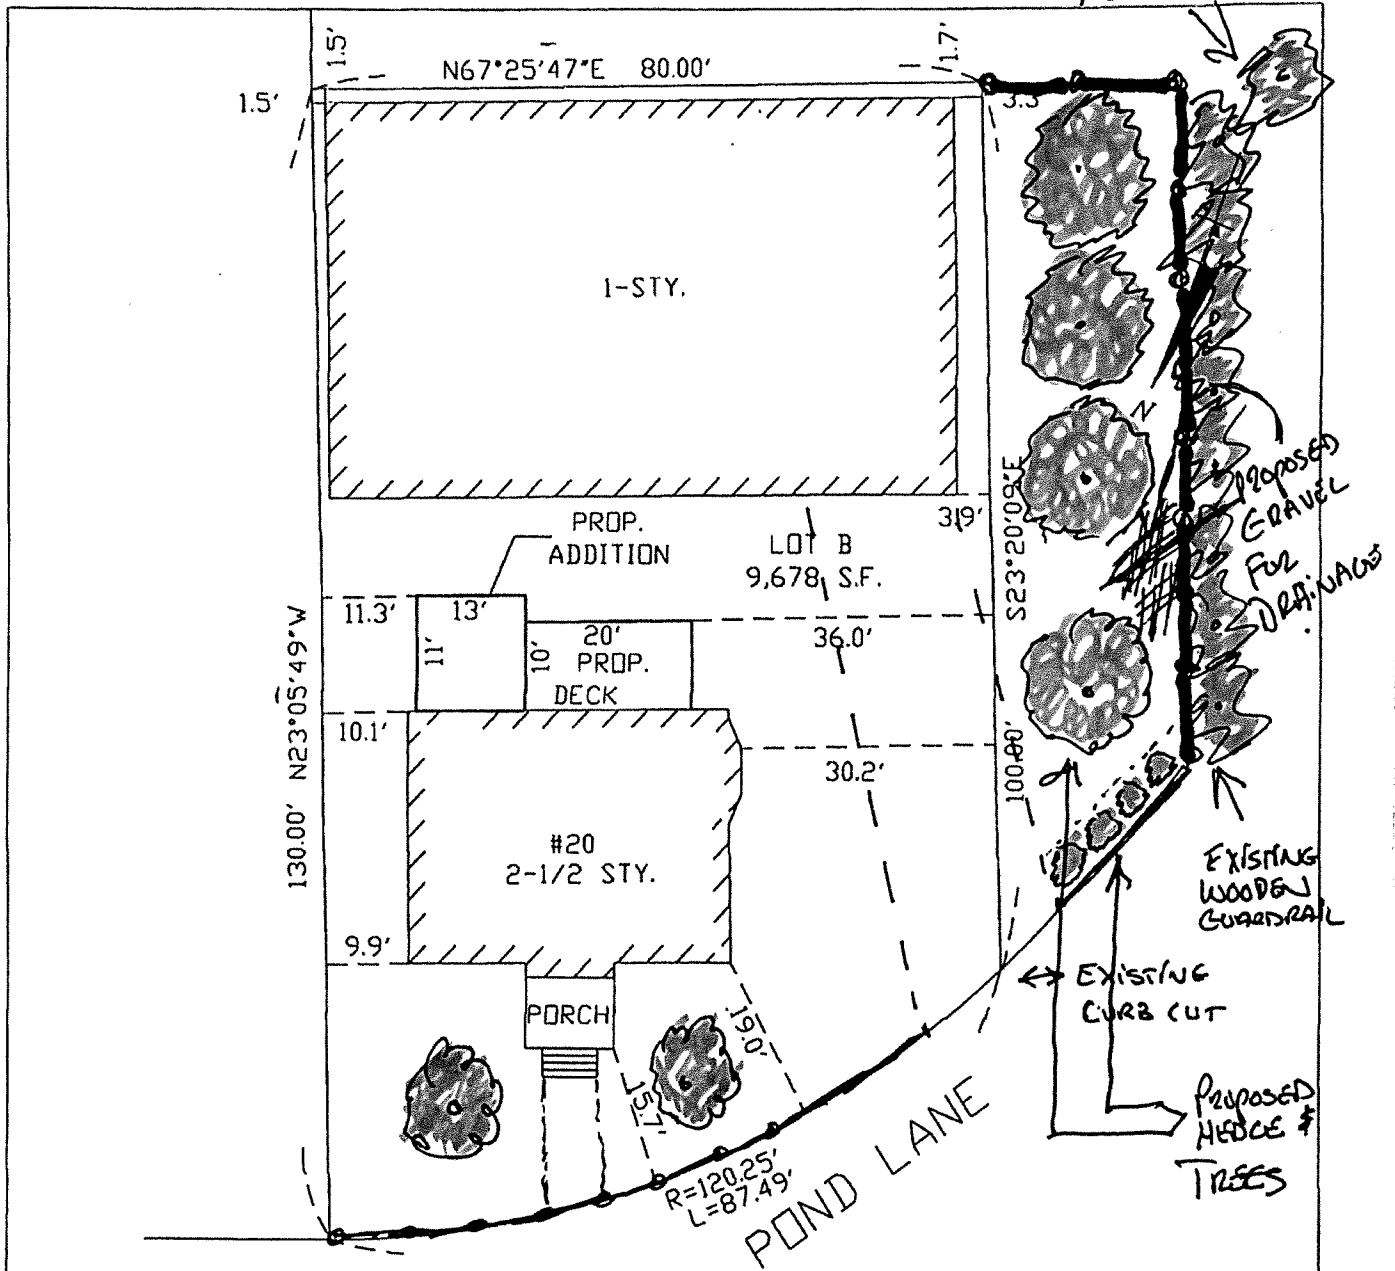 1.5'
1.7'
N67°25'47"E 80.00'
1.5'
3.3'
1-STY.
N
PROPOSED
GRAVEL
FOR
DRAINAGE
S23°20'09"E
100.00'
PROP.
ADDITION
LOT B
9,678 S.F.
3.9'
11.3'
13'
11'
10'
20'
PROP.
DECK
36.0'
N23°05'49"W
130.00'
10.1'
30.2'
#20
2-1/2 STY.
9.9'
EXISTING
WOODEN
GUARDRAIL
EXISTING
CURB CUT
PORCH
19.0'
15.7'
PROPOSED
HEDGE &
TREES
R=120.25'
L=87.49'
POND LANE